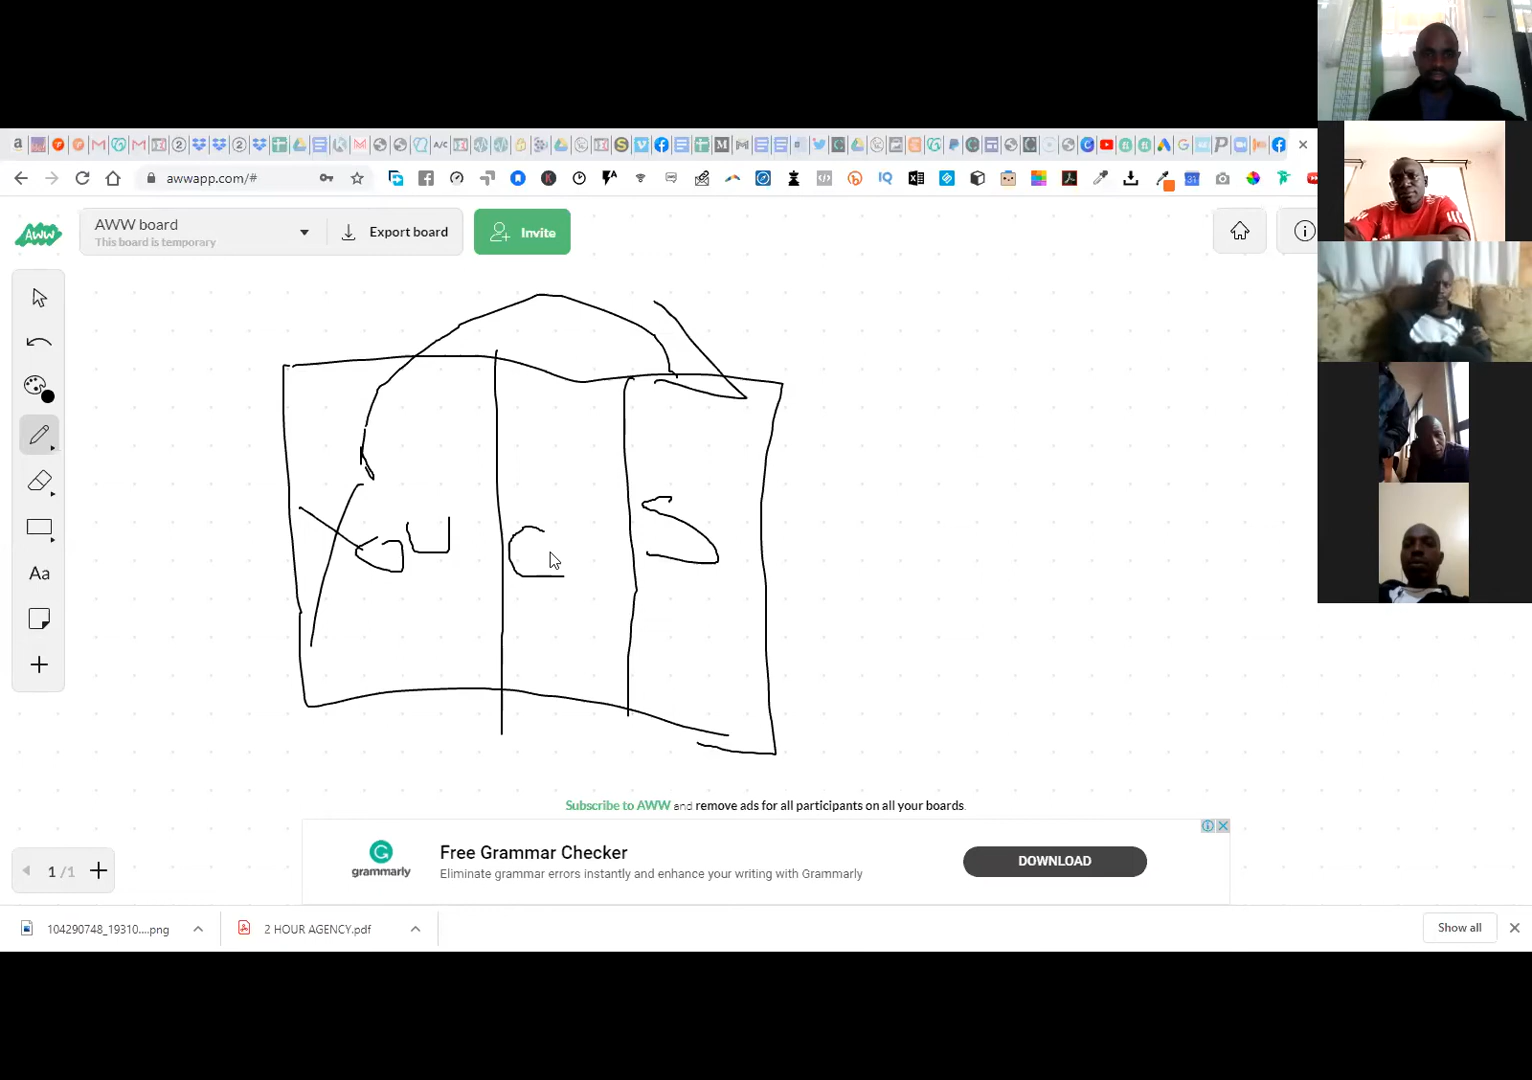 awwapp.com/#
AWW
AWW board
This board is temporary
Export board
Invite
Aa
YOU
C
S
Subscribe to AWW and remove ads for all participants on all your boards.
grammarly
Free Grammar Checker
Eliminate grammar errors instantly and enhance your writing with Grammarly
DOWNLOAD
1 /1
104290748_19310....png
2 HOUR AGENCY.pdf
Show all